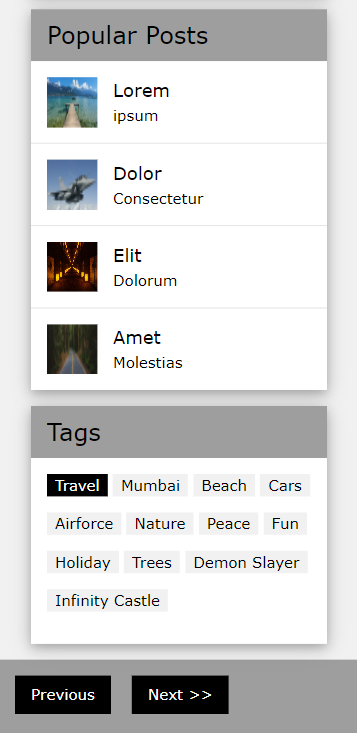 Popular Posts
Lorem
ipsum
Dolor
Consectetur
Elit
Dolorum
Amet
Molestias
Tags
Travel Mumbai Beach Cars
Airforce Nature Peace Fun
Holiday Trees Demon Slayer
Infinity Castle
Previous Next >>